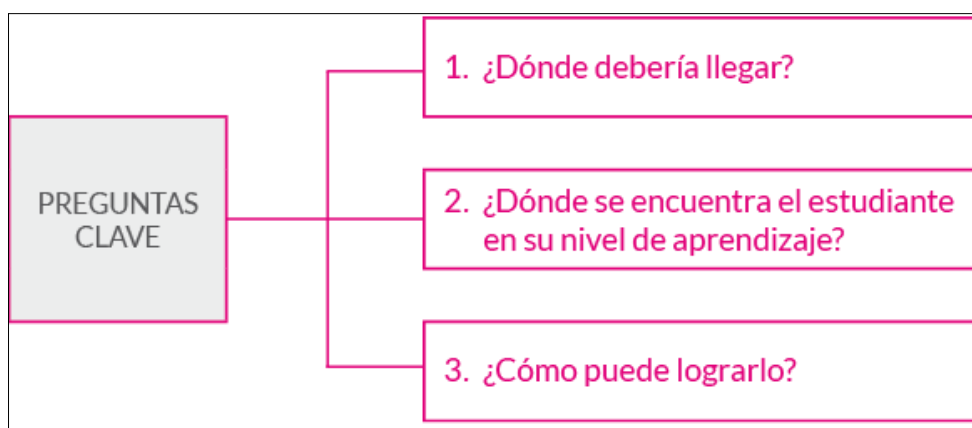 PREGUNTAS
CLAVE
1. ¿Dónde debería llegar?
2. ¿Dónde se encuentra el estudiante
en su nivel de aprendizaje?
3. ¿Cómo puede lograrlo?